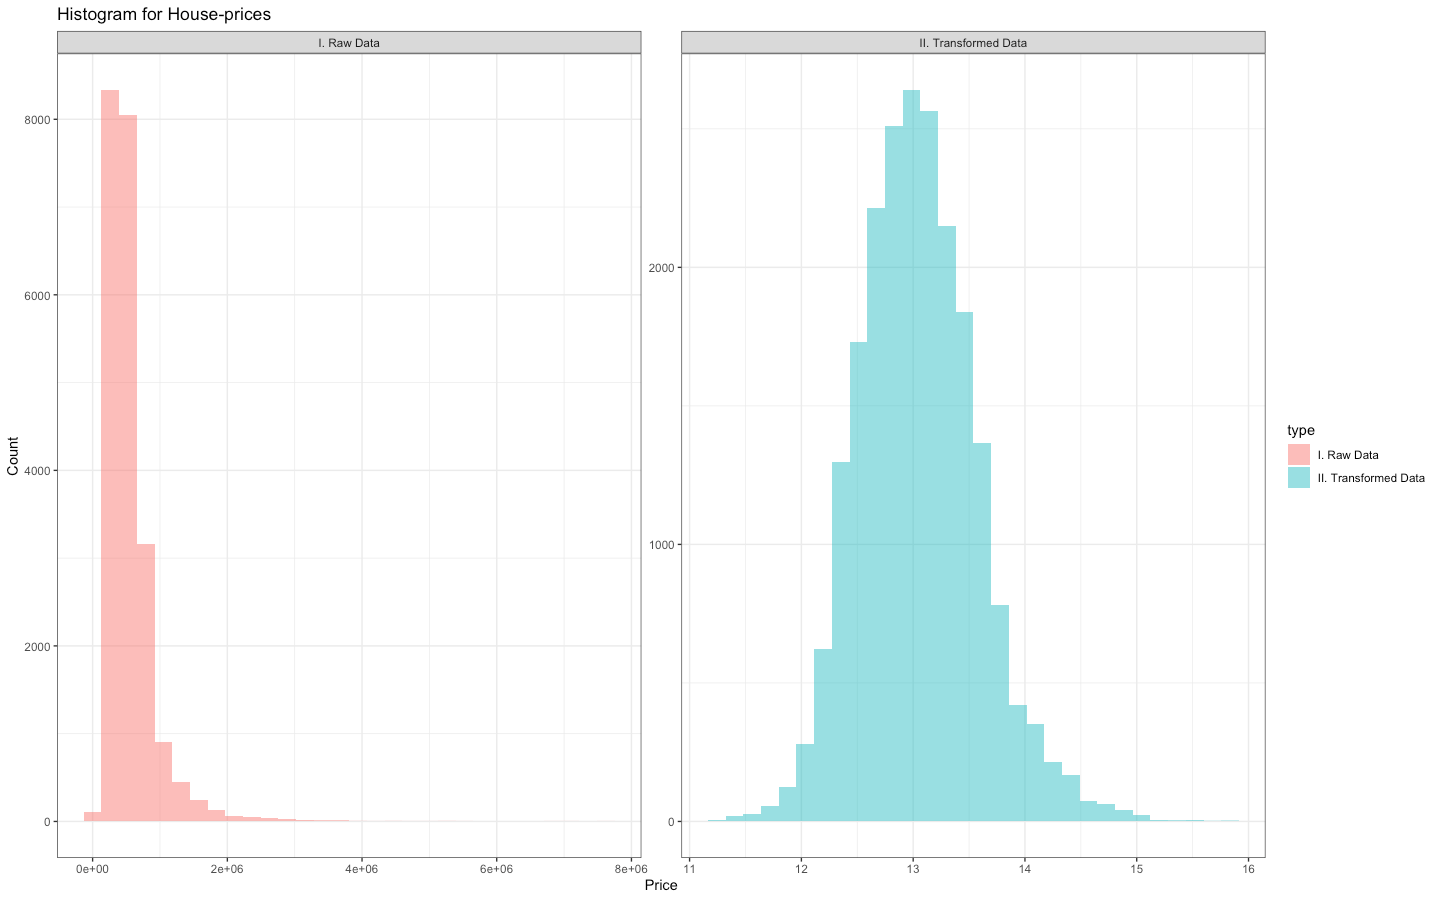 Histogram for House-prices
I. Raw Data
II. Transformed Data
8000
6000
4000
2000
0
Count
2000
1000
0
0e+00
2e+06
4e+06
6e+06
8e+06
11
12
13
14
15
16
Price
type
I. Raw Data
II. Transformed Data